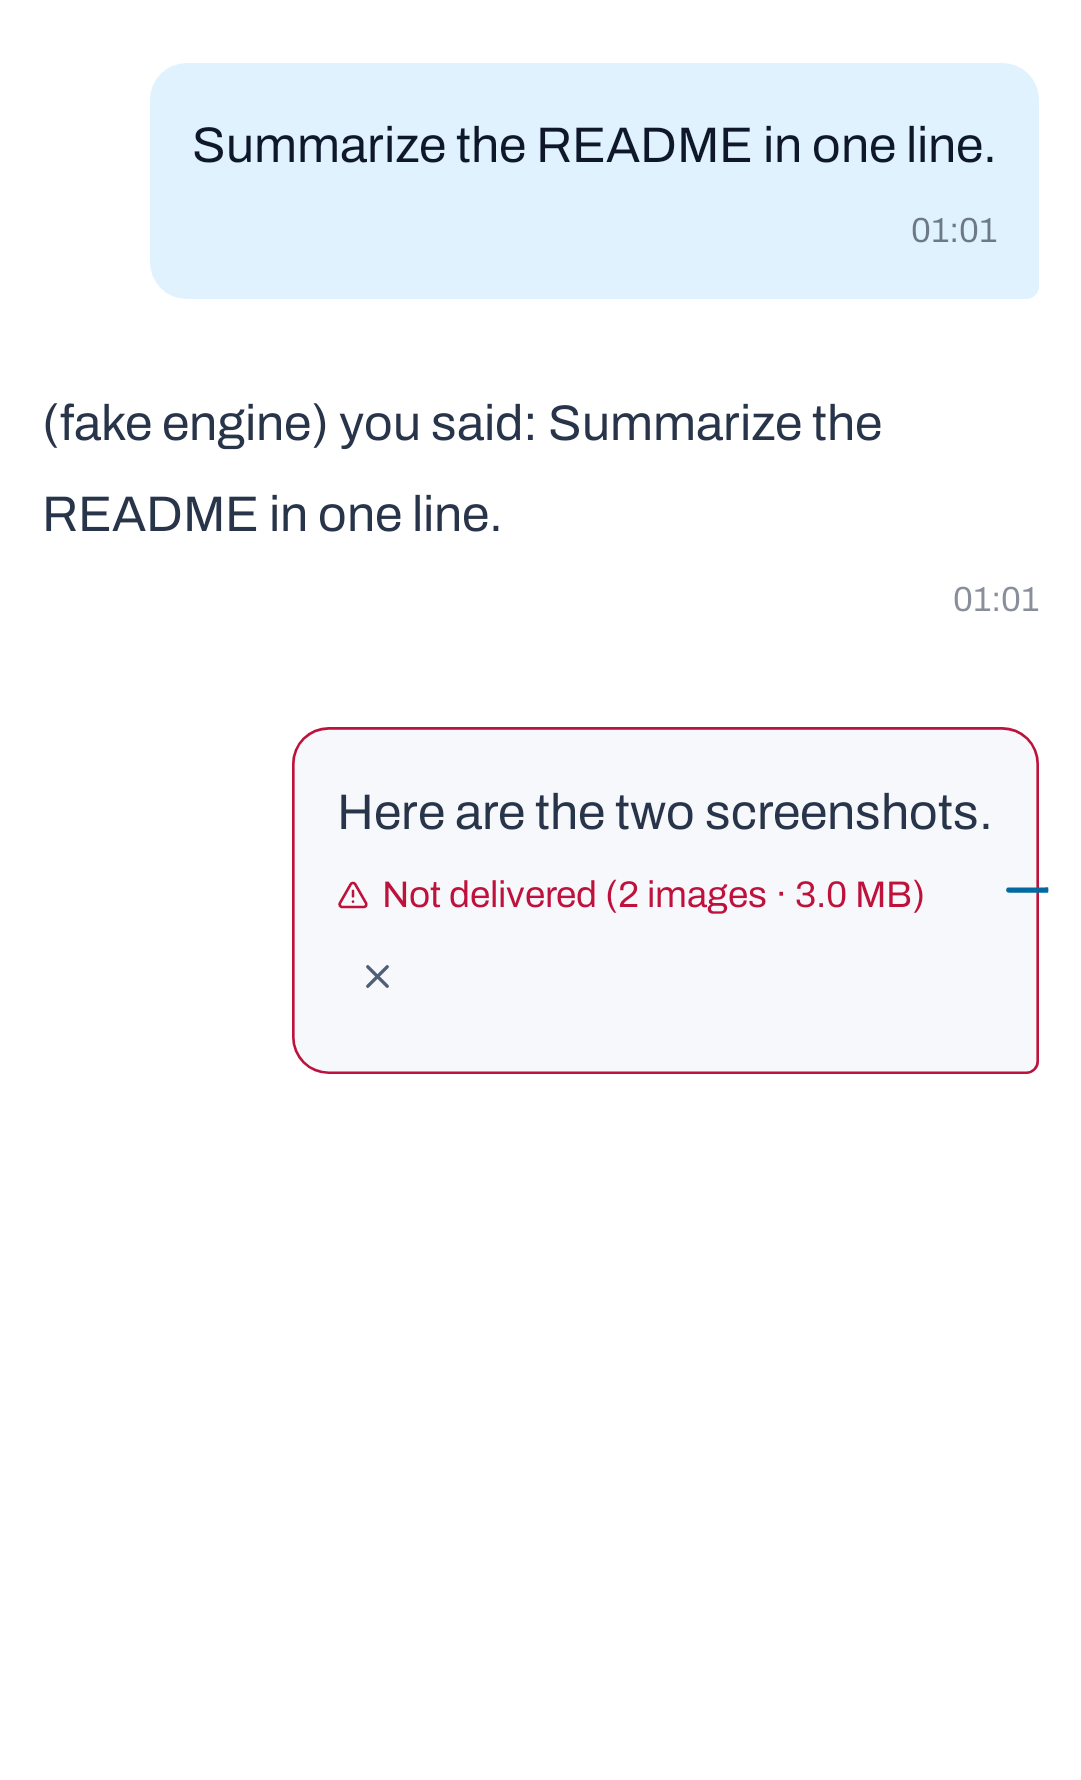 Summarize the README in one line.
01:01
(fake engine) you said: Summarize the
README in one line.
01:01
Here are the two screenshots.
Not delivered (2 images · 3.0 MB)